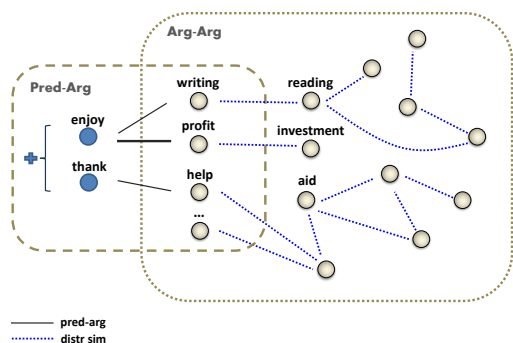 Arg-Arg
Pred-Arg
writing
reading
enjoy
profit
investment
+
thank
help
aid
...
pred-arg
distr sim